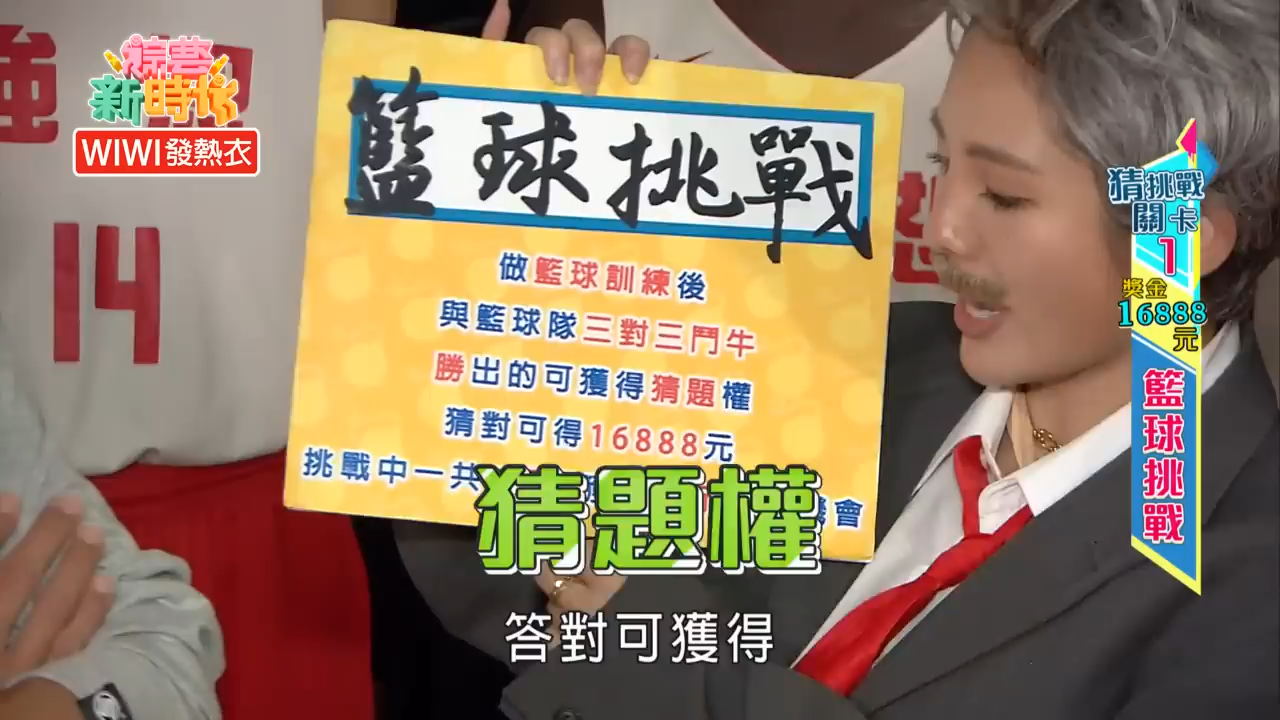 綜藝
新時代
WIWI發熱衣
強
14
籃球挑戰
做籃球訓練後
與籃球隊三對三鬥牛
勝出的可獲得猜題權
猜對可得16888元
挑戰中一共
機會
猜題權
答對可獲得
猜挑戰
關卡
1
獎金
16888
元
籃球挑戰